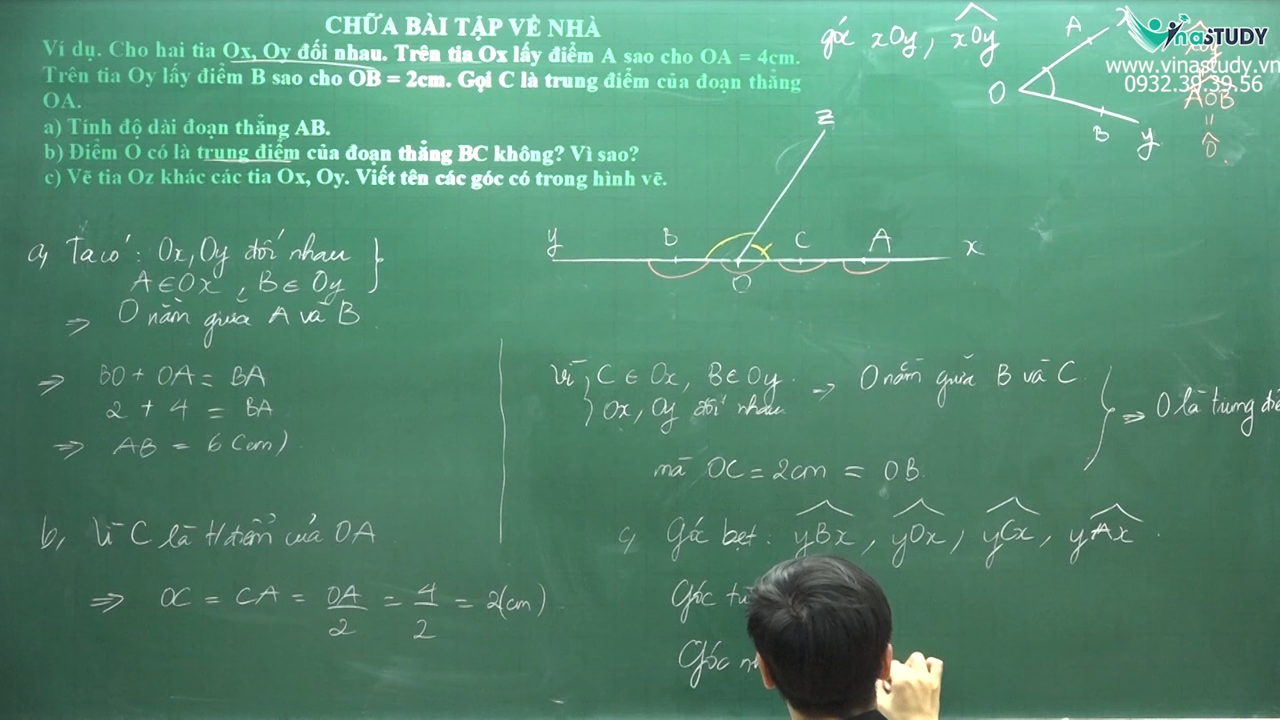 CHỮA BÀI TẬP VỀ NHÀ
Ví dụ. Cho hai tia Ox, Oy đối nhau. Trên tia Ox lấy điểm A sao cho OA = 4cm.
Trên tia Oy lấy điểm B sao cho OB = 2cm. Gọi C là trung điểm của đoạn thẳng
OA.
a) Tính độ dài đoạn thẳng AB.
b) Điểm O có là trung điểm của đoạn thẳng BC không? Vì sao?
c) Vẽ tia Oz khác các tia Ox, Oy. Viết tên các góc có trong hình vẽ.
góc xOy, xOy
A x
O
B y
AOB
=
O.
VinaSTUDY
www.vinastudy.vn
0932.39.39.56
z
y B C A x
O
a, Ta có: Ox, Oy đối nhau
A ∈ Ox, B ∈ Oy
=> O nằm giữa A và B
=> BO + OA = BA
2 + 4 = BA
=> AB = 6 (cm)
b, Vì C là t/điểm của OA
=> OC = CA = OA/2 = 4/2 = 2(cm)
Vì C ∈ Ox, B ∈ Oy
Ox, Oy đối nhau
=> O nằm giữa B và C
mà OC = 2cm = OB
=> O là trung
c, Góc bẹt: yBx, yOx, yCx, yAx
Góc
Góc